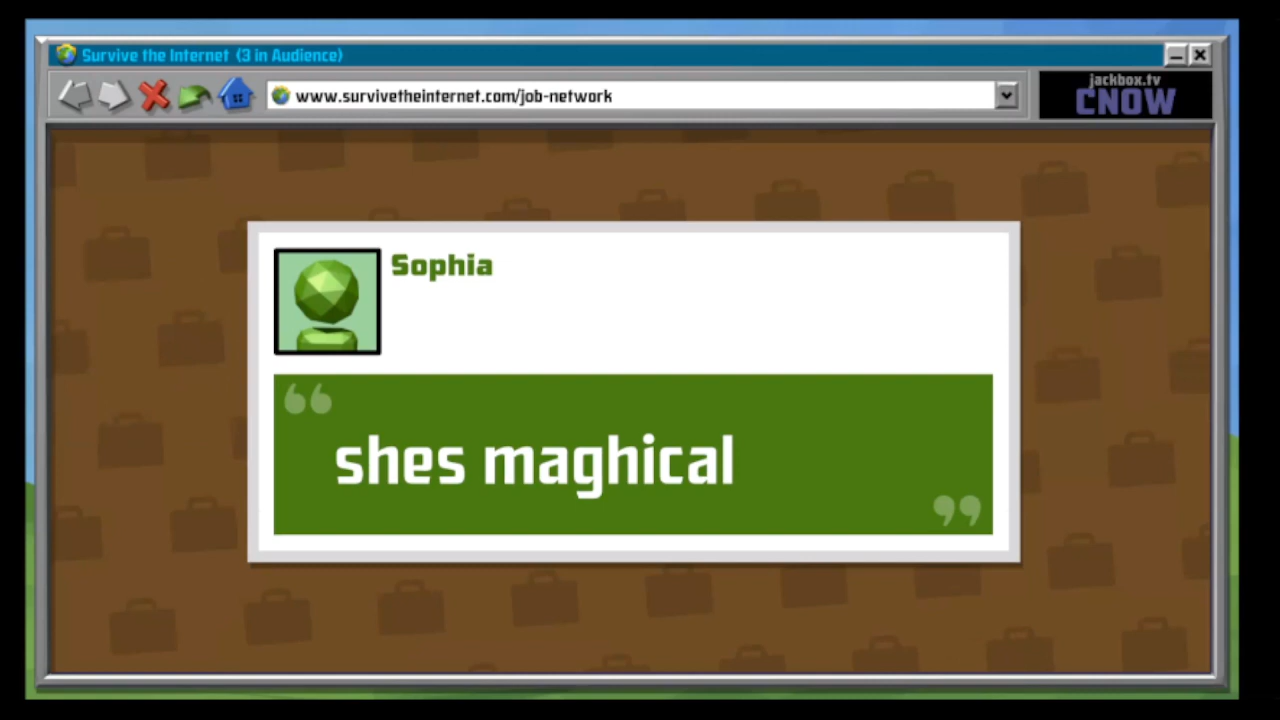 Survive the Internet (3 in Audience)
www.survivetheinternet.com/job-network
jackbox.tv
CNOW
Sophia
“
shes maghical
”